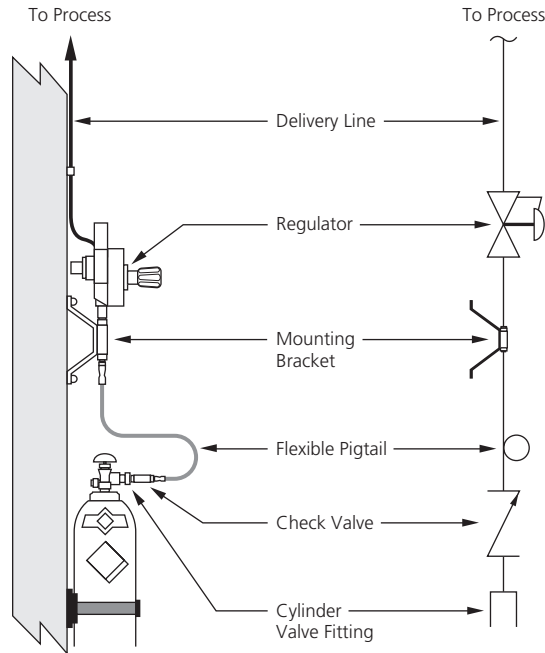 To Process
To Process
Delivery Line
Regulator
Mounting
Bracket
Flexible Pigtail
Check Valve
Cylinder
Valve Fitting